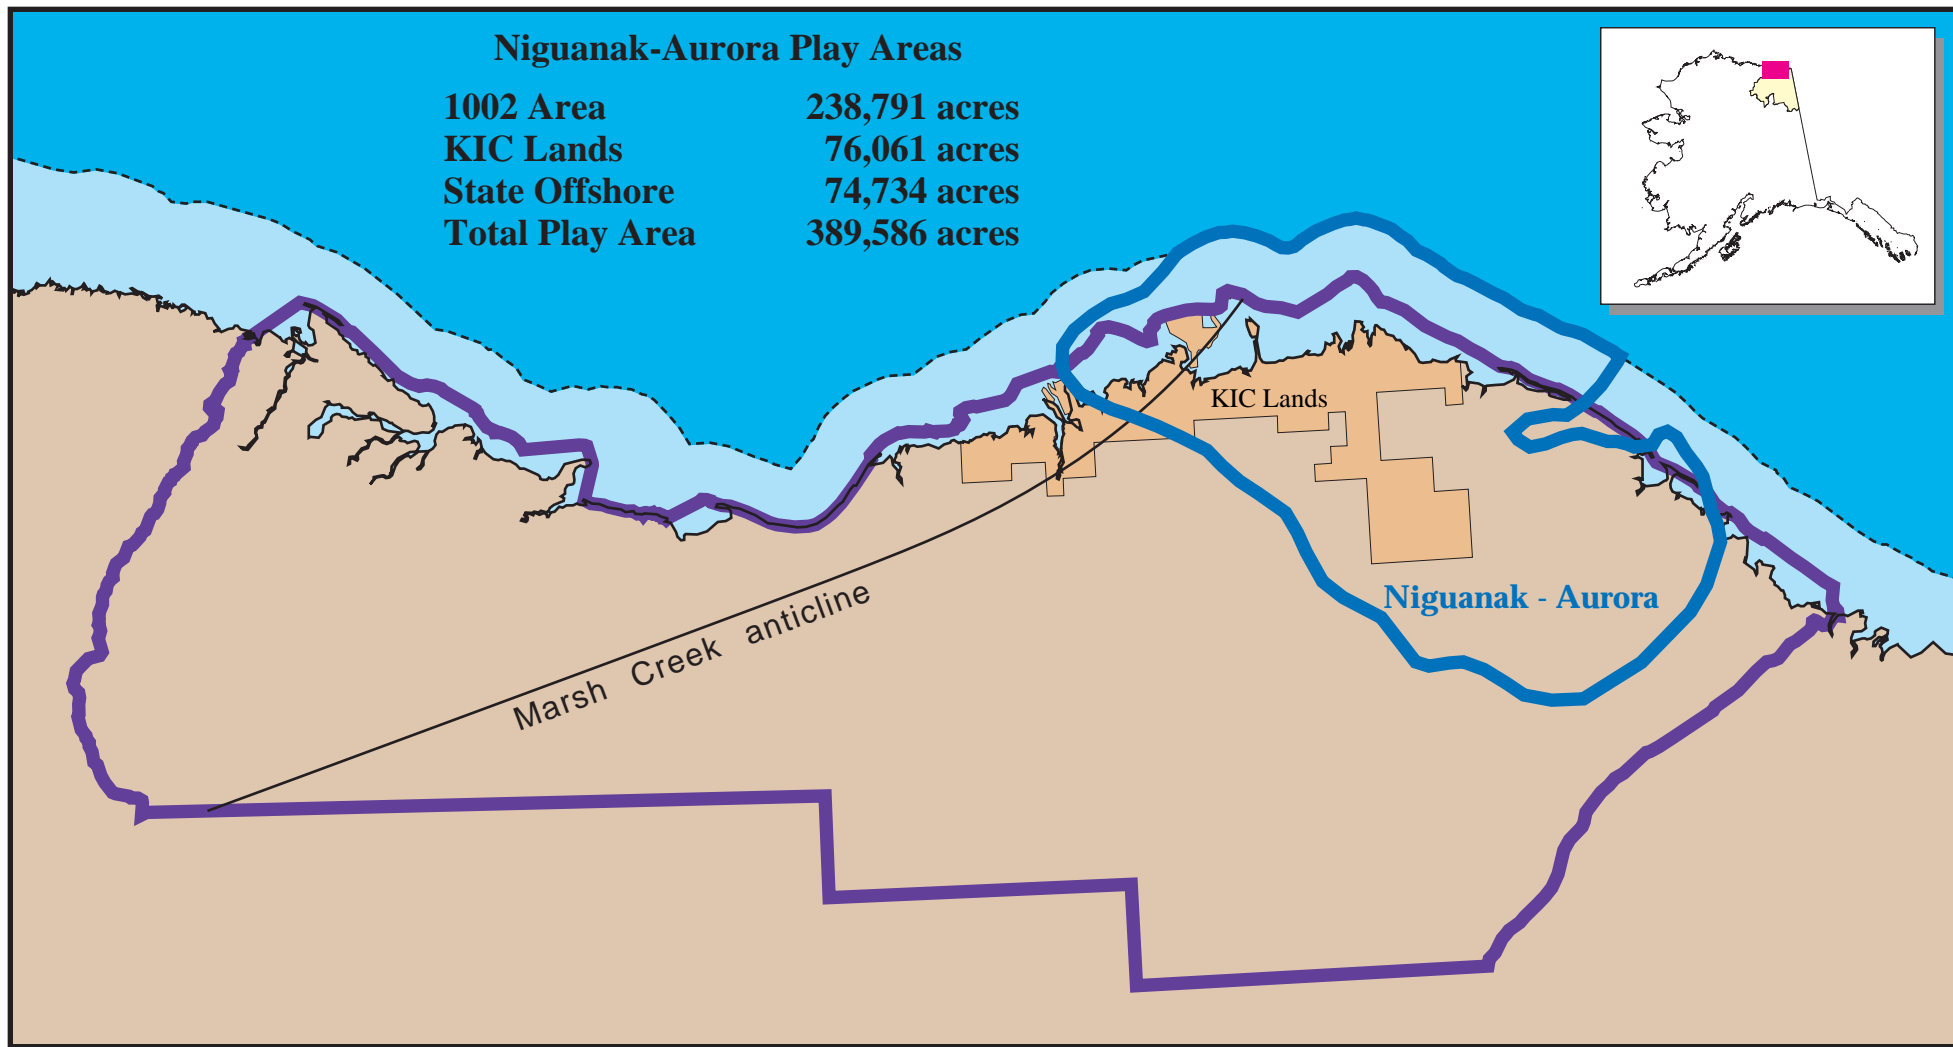 Niguanak-Aurora Play Areas
1002 Area 238,791 acres
KIC Lands 76,061 acres
State Offshore 74,734 acres
Total Play Area 389,586 acres
KIC Lands
Niguanak - Aurora
Marsh Creek anticline